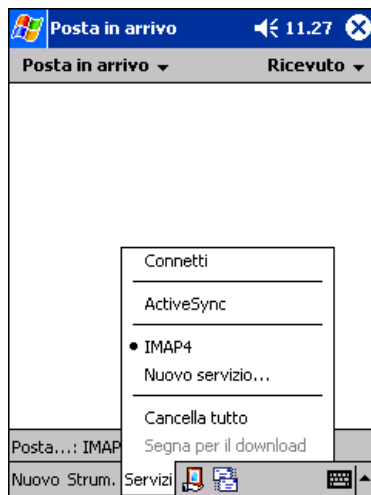 Posta in arrivo 11.27
Posta in arrivo Ricevuto
Connetti
ActiveSync
IMAP4
Nuovo servizio...
Cancella tutto
Posta...: IMAP Segna per il download
Nuovo Strum. Servizi